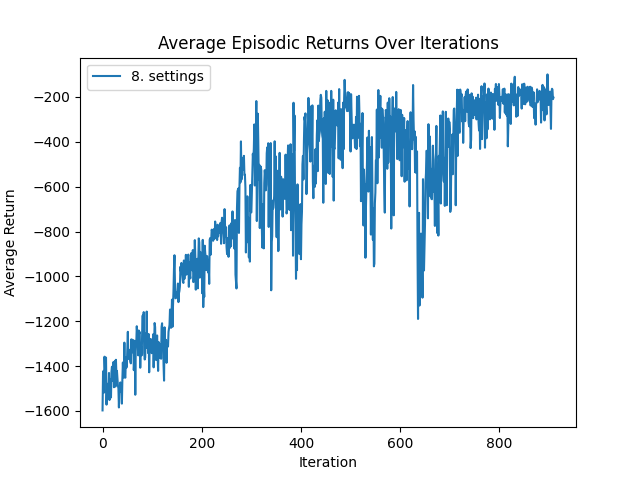 Average Episodic Returns Over Iterations
8. settings
Average Return
−200
−400
−600
−800
−1000
−1200
−1400
−1600
0 200 400 600 800
Iteration